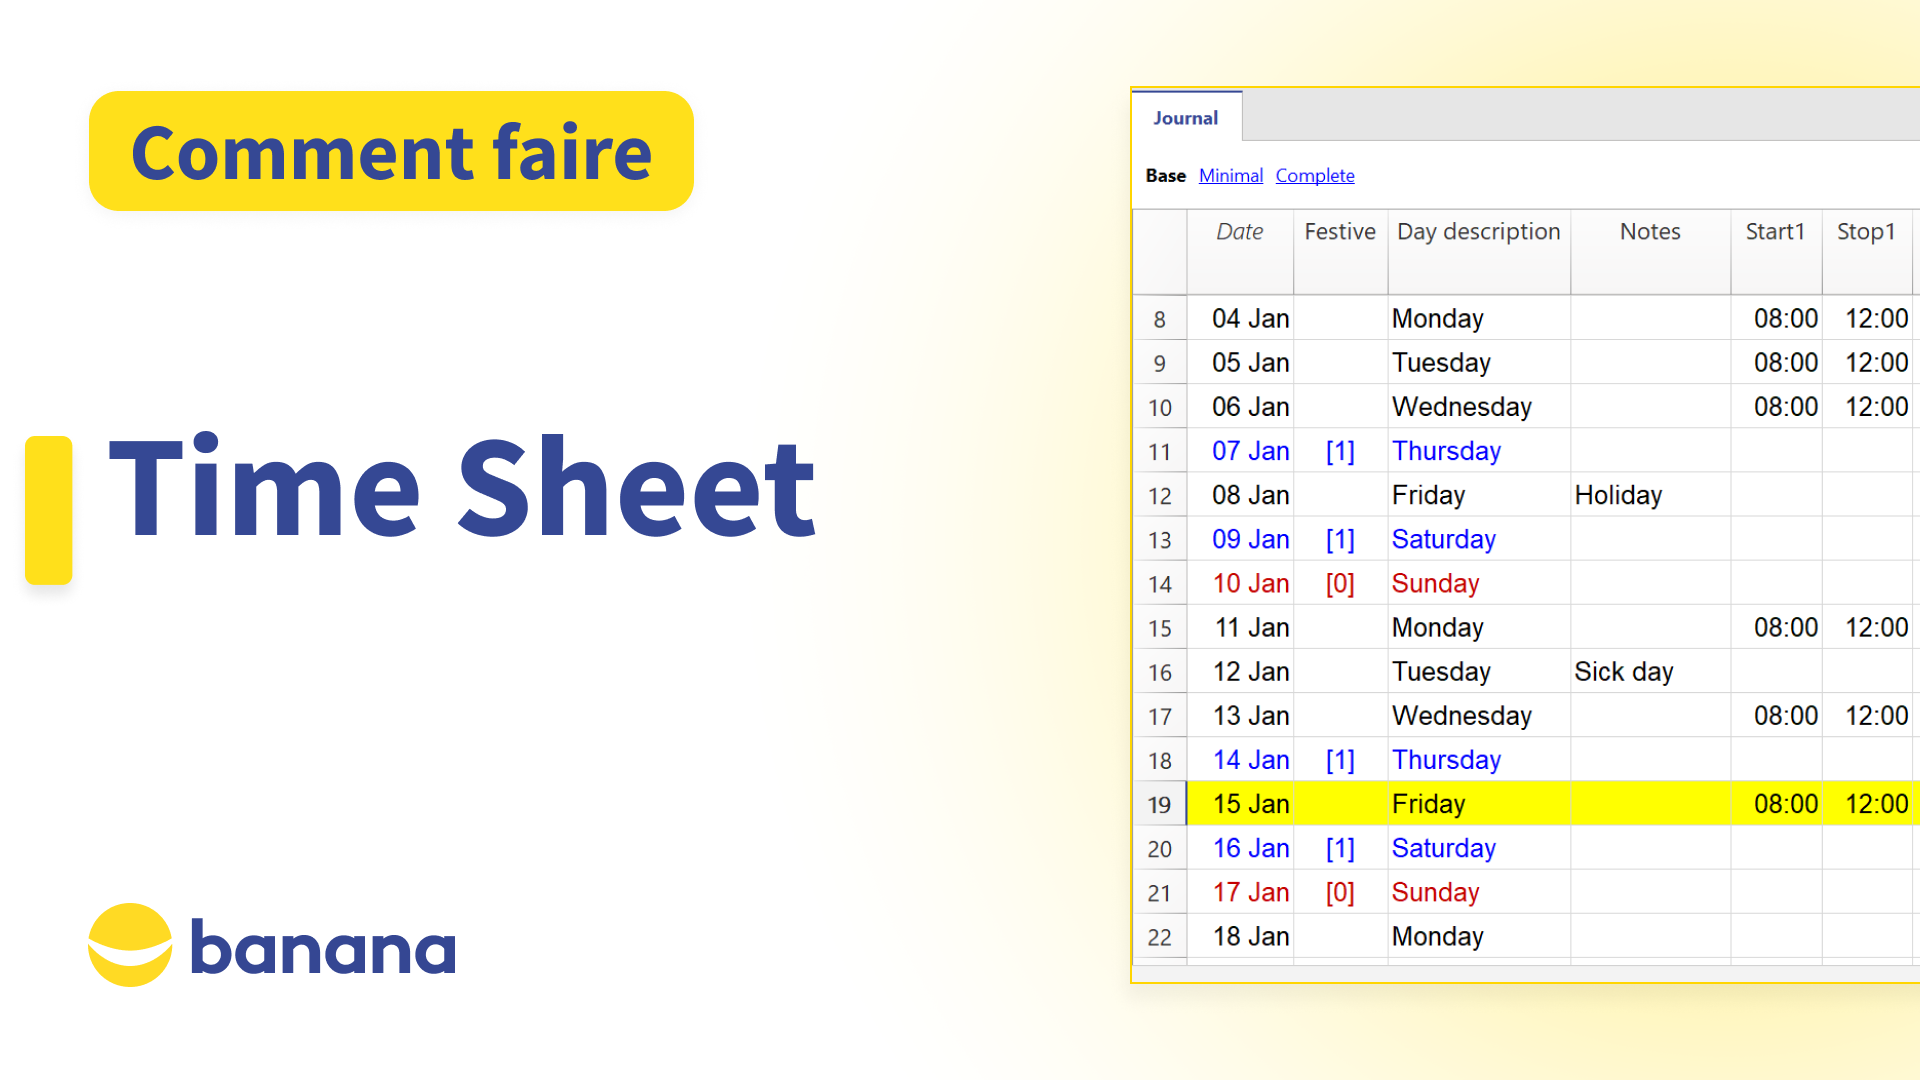 Comment faire
Time Sheet
banana
Journal
Base Minimal Complete
Date Festive Day description Notes Start1 Stop1
8 04 Jan Monday 08:00 12:00
9 05 Jan Tuesday 08:00 12:00
10 06 Jan Wednesday 08:00 12:00
11 07 Jan [1] Thursday
12 08 Jan Friday Holiday
13 09 Jan [1] Saturday
14 10 Jan [0] Sunday
15 11 Jan Monday 08:00 12:00
16 12 Jan Tuesday Sick day
17 13 Jan Wednesday 08:00 12:00
18 14 Jan [1] Thursday
19 15 Jan Friday 08:00 12:00
20 16 Jan [1] Saturday
21 17 Jan [0] Sunday
22 18 Jan Monday